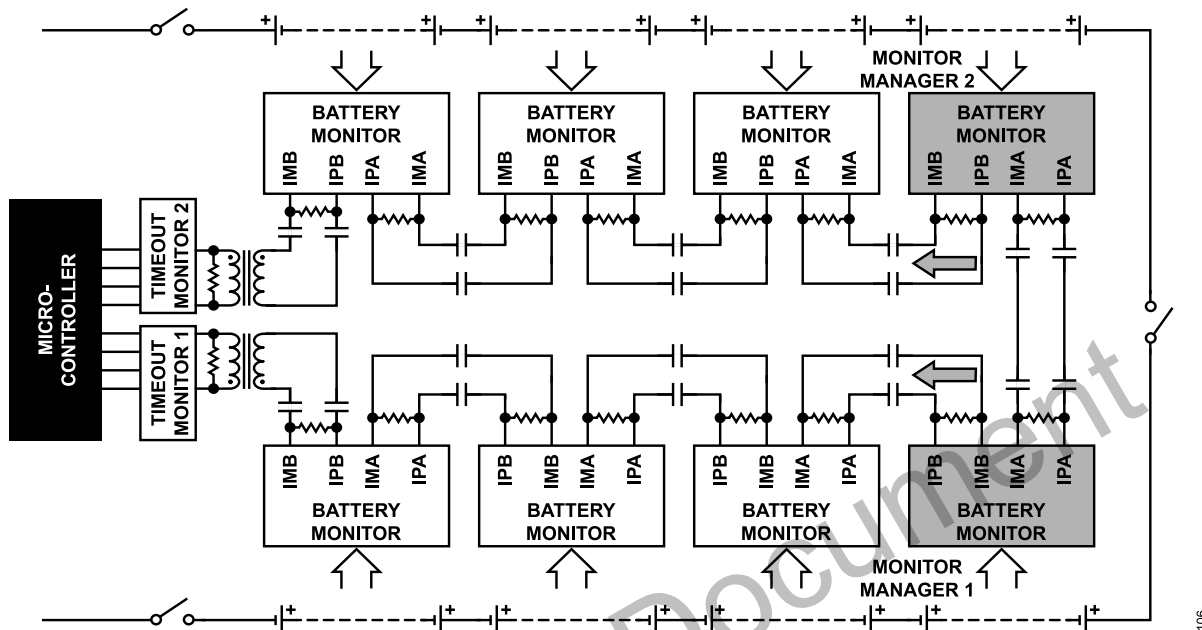 + + + + + + + +
MONITOR
MANAGER 2
BATTERY
MONITOR
IMB IPB IPA IMA
BATTERY
MONITOR
IMB IPB IPA IMA
BATTERY
MONITOR
IMB IPB IPA IMA
BATTERY
MONITOR
IMB IPB IMA IPA
MICRO-
CONTROLLER
TIMEOUT
MONITOR 2
TIMEOUT
MONITOR 1
IMB IPB IMA IPA
BATTERY
MONITOR
IPB IMB IMA IPA
BATTERY
MONITOR
IPB IMB IMA IPA
BATTERY
MONITOR
IPB IMB IMA IPA
BATTERY
MONITOR
MONITOR
MANAGER 1
+ + + + + + + +
Document